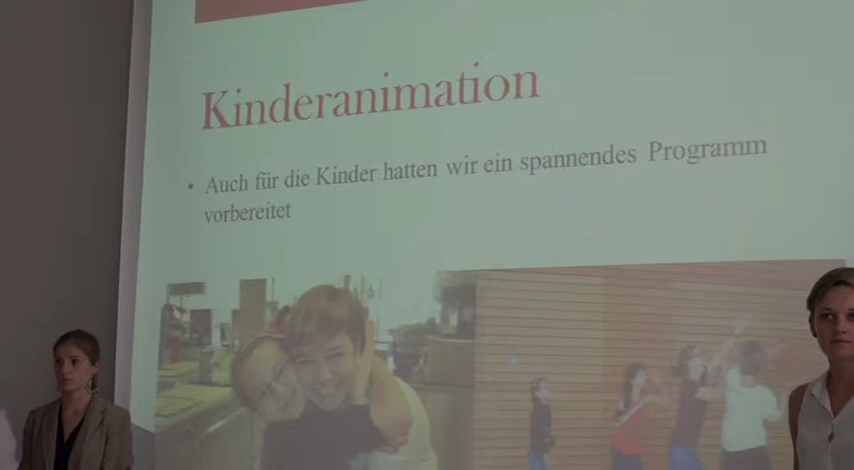 Kinderanimation
• Auch für die Kinder hatten wir ein spannendes Programm
vorbereitet